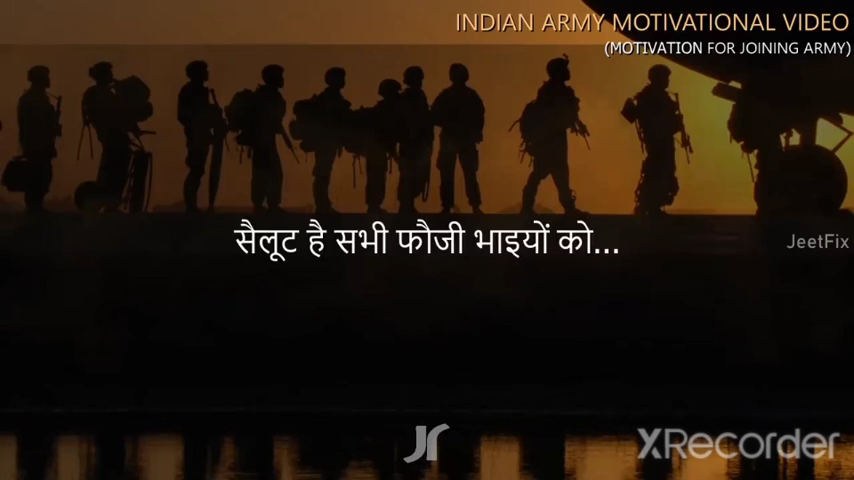 INDIAN ARMY MOTIVATIONAL VIDEO
(MOTIVATION FOR JOINING ARMY)
सैलूट है सभी फौजी भाइयों को...
JeetFix
XRecorder